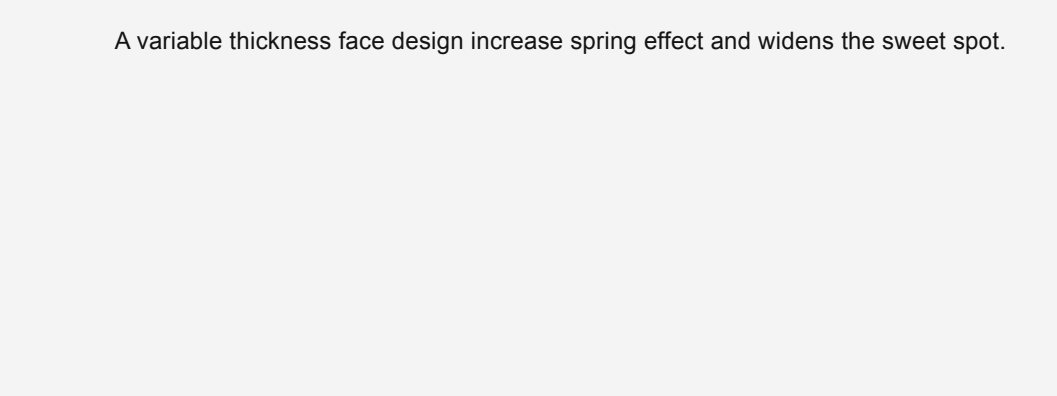 A variable thickness face design increase spring effect and widens the sweet spot.